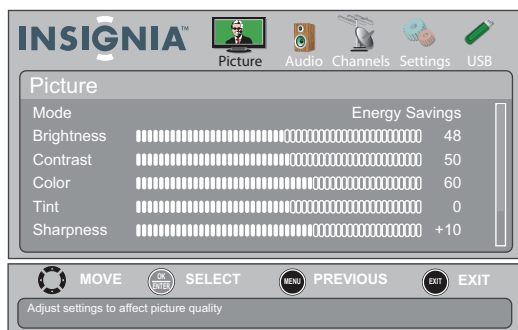 INSIGNIA™
Picture Audio Channels Settings USB
Picture
Mode Energy Savings
Brightness 48
Contrast 50
Color 60
Tint 0
Sharpness +10
MOVE OK ENTER SELECT MENU PREVIOUS EXIT EXIT
Adjust settings to affect picture quality